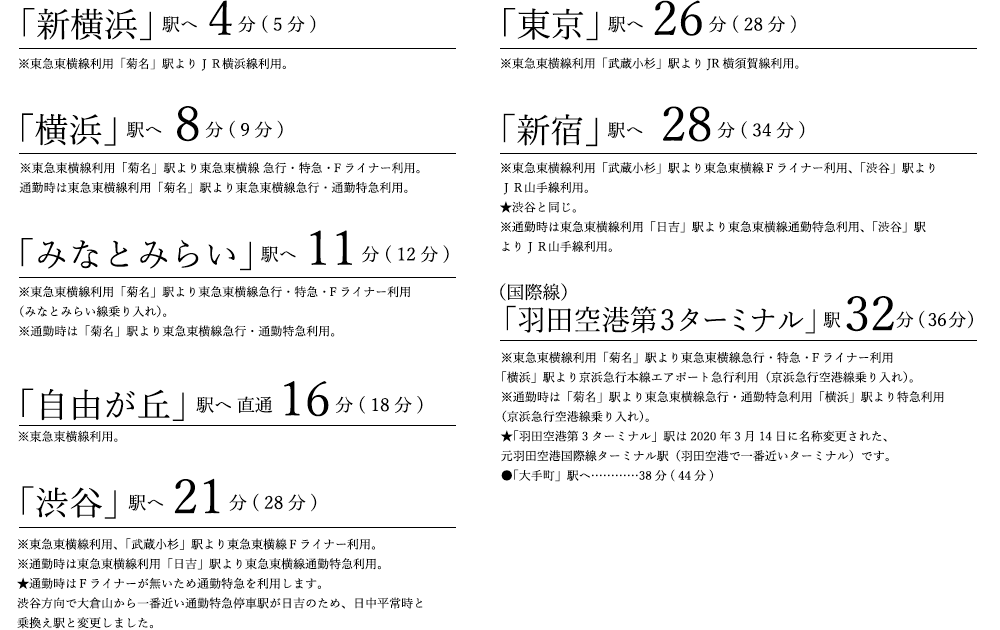 「新横浜」駅へ 4分（5分）
※東急東横線利用「菊名」駅よりＪＲ横浜線利用。
「横浜」駅へ 8分（9分）
※東急東横線利用「菊名」駅より東急東横線 急行・特急・Fライナー利用。
通勤時は東急東横線利用「菊名」駅より東急東横線急行・通勤特急利用。
「みなとみらい」駅へ 11分（12分）
※東急東横線利用「菊名」駅より東急東横線急行・特急・Fライナー利用
（みなとみらい線乗り入れ）。
※通勤時は「菊名」駅より東急東横線急行・通勤特急利用。
「自由が丘」駅へ 直通 16分（18分）
※東急東横線利用。
「渋谷」駅へ 21分（28分）
※東急東横線利用、「武蔵小杉」駅より東急東横線Fライナー利用。
※通勤時は東急東横線利用「日吉」駅より東急東横線通勤特急利用。
★通勤時はFライナーが無いため通勤特急を利用します。
渋谷方向で大倉山から一番近い通勤特急停車駅が日吉のため、日中平常時と
乗換え駅と変更しました。
「東京」駅へ 26分（28分）
※東急東横線利用「武蔵小杉」駅よりJR横須賀線利用。
「新宿」駅へ 28分（34分）
※東急東横線利用「武蔵小杉」駅より東急東横線Fライナー利用、「渋谷」駅より
ＪＲ山手線利用。
★渋谷と同じ。
※通勤時は東急東横線利用「日吉」駅より東急東横線通勤特急利用、「渋谷」駅
よりＪＲ山手線利用。
（国際線）
「羽田空港第3ターミナル」駅32分（36分）
※東急東横線利用「菊名」駅より東急東横線急行・特急・Fライナー利用
「横浜」駅より京浜急行本線エアポート急行利用（京浜急行空港線乗り入れ）。
※通勤時は「菊名」駅より東急東横線急行・通勤特急利用「横浜」駅より特急利用
（京浜急行空港線乗り入れ）。
★「羽田空港第3ターミナル」駅は2020年3月14日に名称変更された、
元羽田空港国際線ターミナル駅（羽田空港で一番近いターミナル）です。
●「大手町」駅へ…………38分（44分）